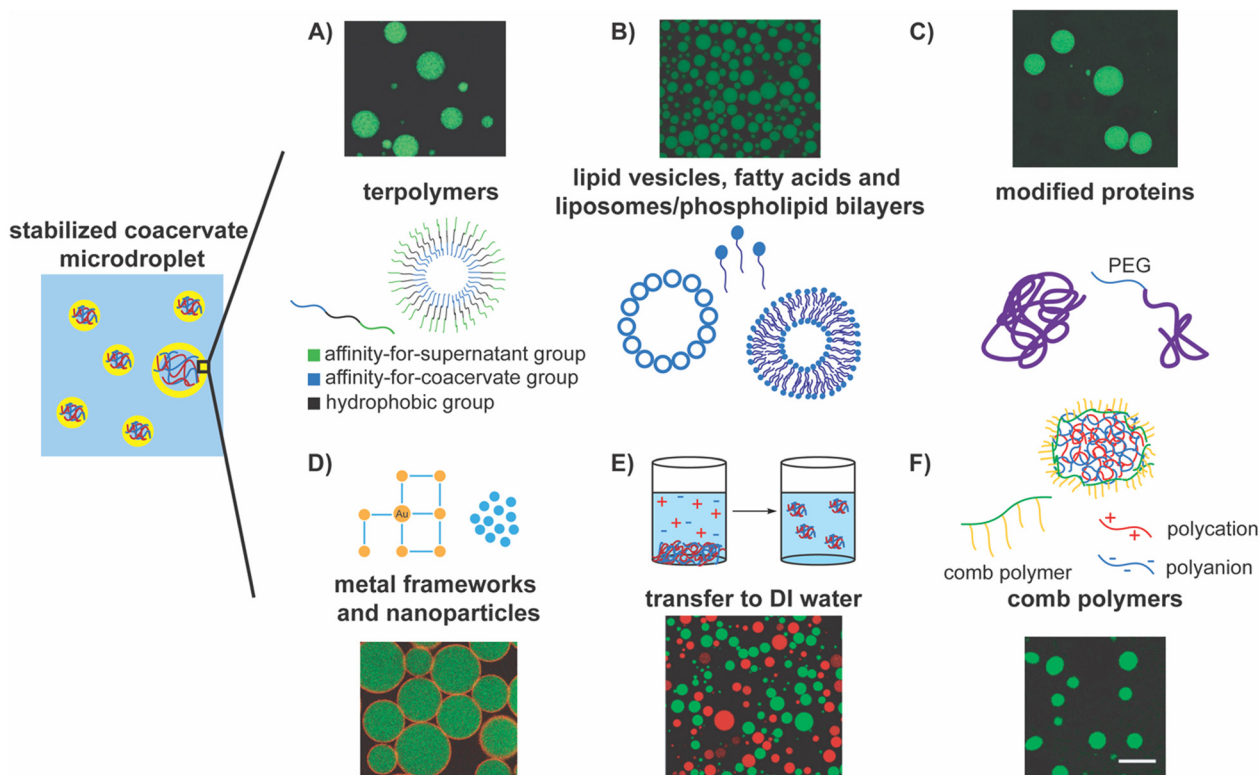 A)
B)
C)
terpolymers
lipid vesicles, fatty acids and
liposomes/phospholipid bilayers
modified proteins
stabilized coacervate
microdroplet
PEG
affinity-for-supernatant group
affinity-for-coacervate group
hydrophobic group
D)
E)
F)
Au
+ - + -
- + -
+ - + -
+
+
- -
- -
comb polymer
polycation
polyanion
metal frameworks
and nanoparticles
transfer to DI water
comb polymers